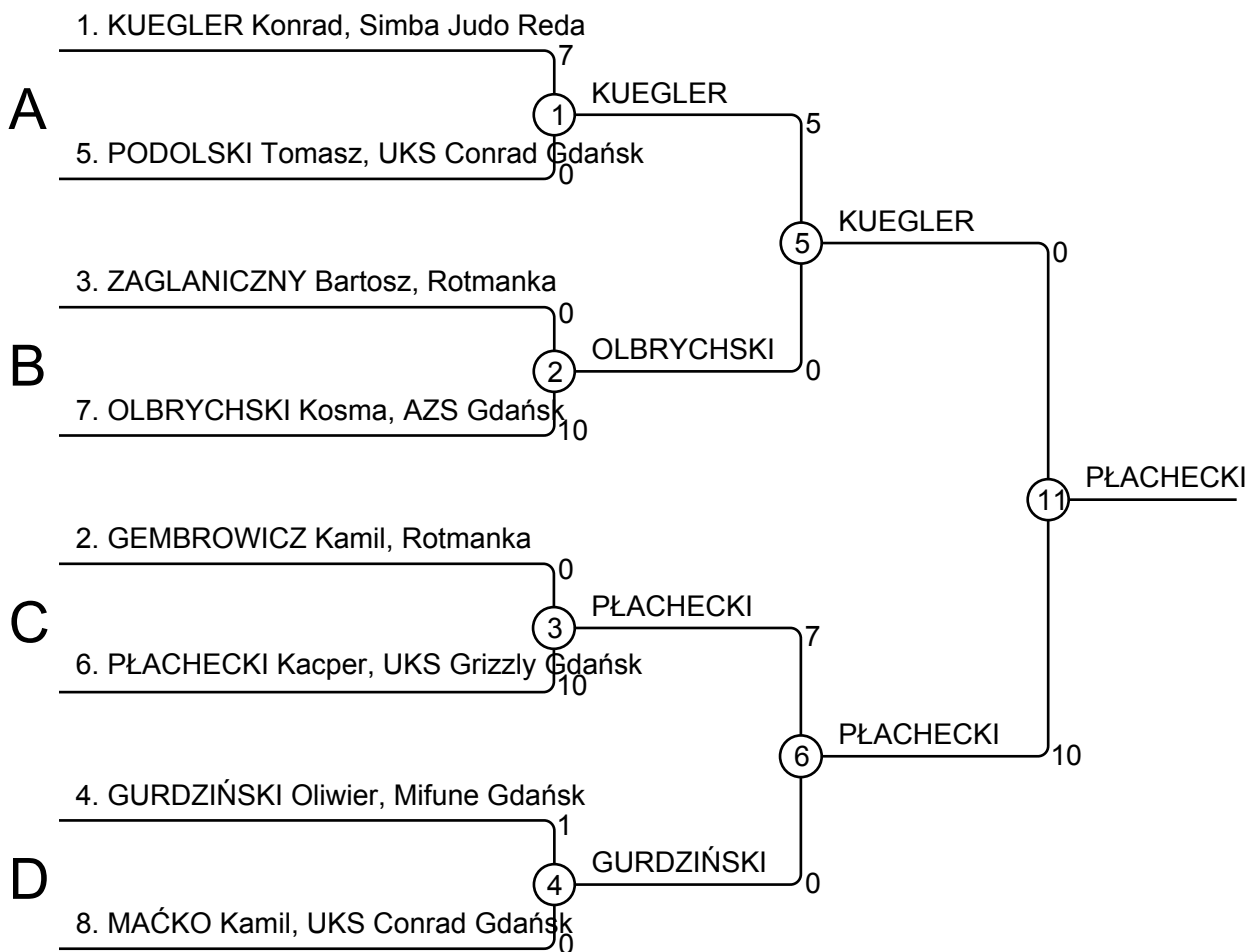 1. KUEGLER Konrad, Simba Judo Reda
7
A
1
KUEGLER
5
5. PODOLSKI Tomasz, UKS Conrad Gdańsk
0
5
KUEGLER
0
3. ZAGLANICZNY Bartosz, Rotmanka
0
B
2
OLBRYCHSKI
0
7. OLBRYCHSKI Kosma, AZS Gdańsk
10
11
PŁACHECKI
2. GEMBROWICZ Kamil, Rotmanka
0
C
3
PŁACHECKI
7
6. PŁACHECKI Kacper, UKS Grizzly Gdańsk
10
6
PŁACHECKI
10
4. GURDZIŃSKI Oliwier, Mifune Gdańsk
1
D
4
GURDZIŃSKI
0
8. MAĆKO Kamil, UKS Conrad Gdańsk
0